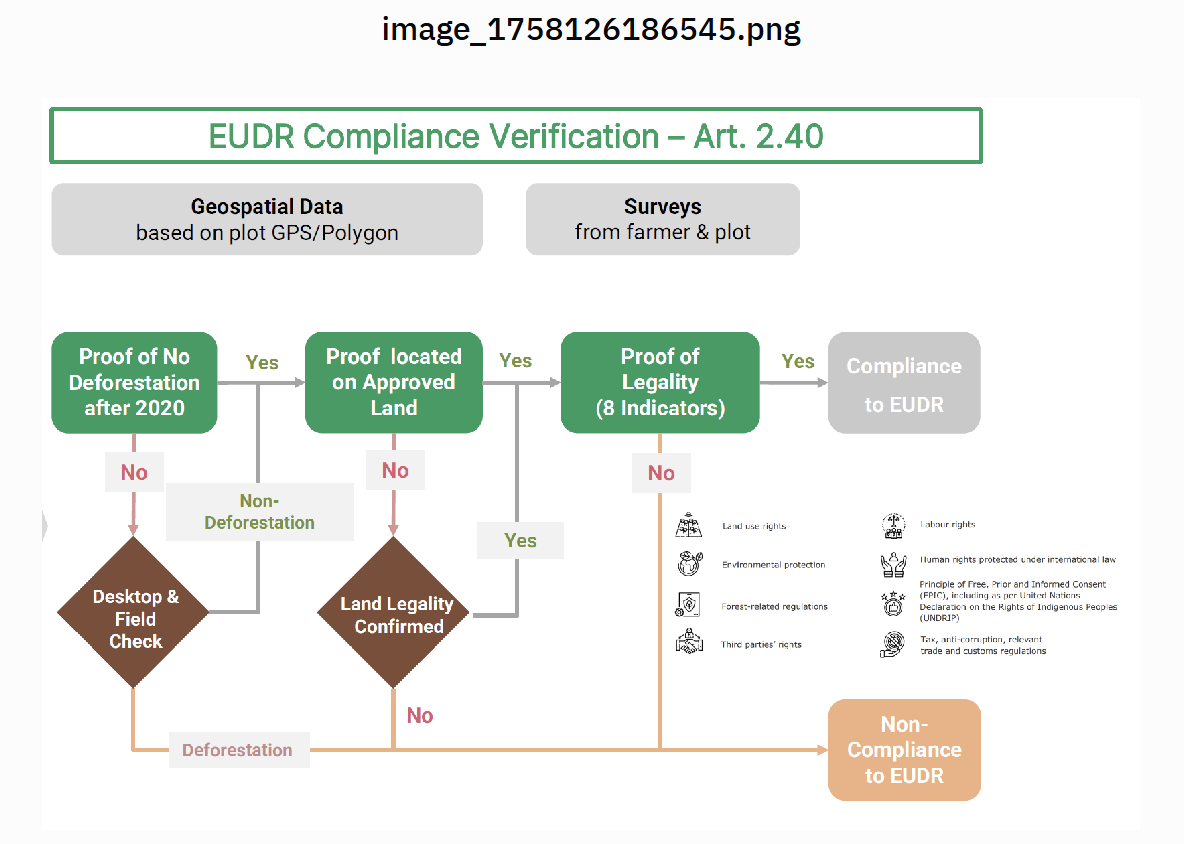 image_1758126186545.png
EUDR Compliance Verification – Art. 2.40
Geospatial Data
based on plot GPS/Polygon
Surveys
from farmer & plot
Proof of No
Deforestation
after 2020
Yes
Proof located
on Approved
Land
Yes
Proof of
Legality
(8 Indicators)
Yes
Compliance
to EUDR
No
No
No
Non-
Deforestation
Yes
Desktop &
Field
Check
Land Legality
Confirmed
Land use rights
Environmental protection
Forest-related regulations
Third parties' rights
Labour rights
Human rights protected under international law
Principle of Free, Prior and Informed Consent
(FPIC), including as per United Nations
Declaration on the Rights of Indigenous Peoples
(UNDRIP)
Tax, anti-corruption, relevant
trade and customs regulations
No
Deforestation
Non-
Compliance
to EUDR